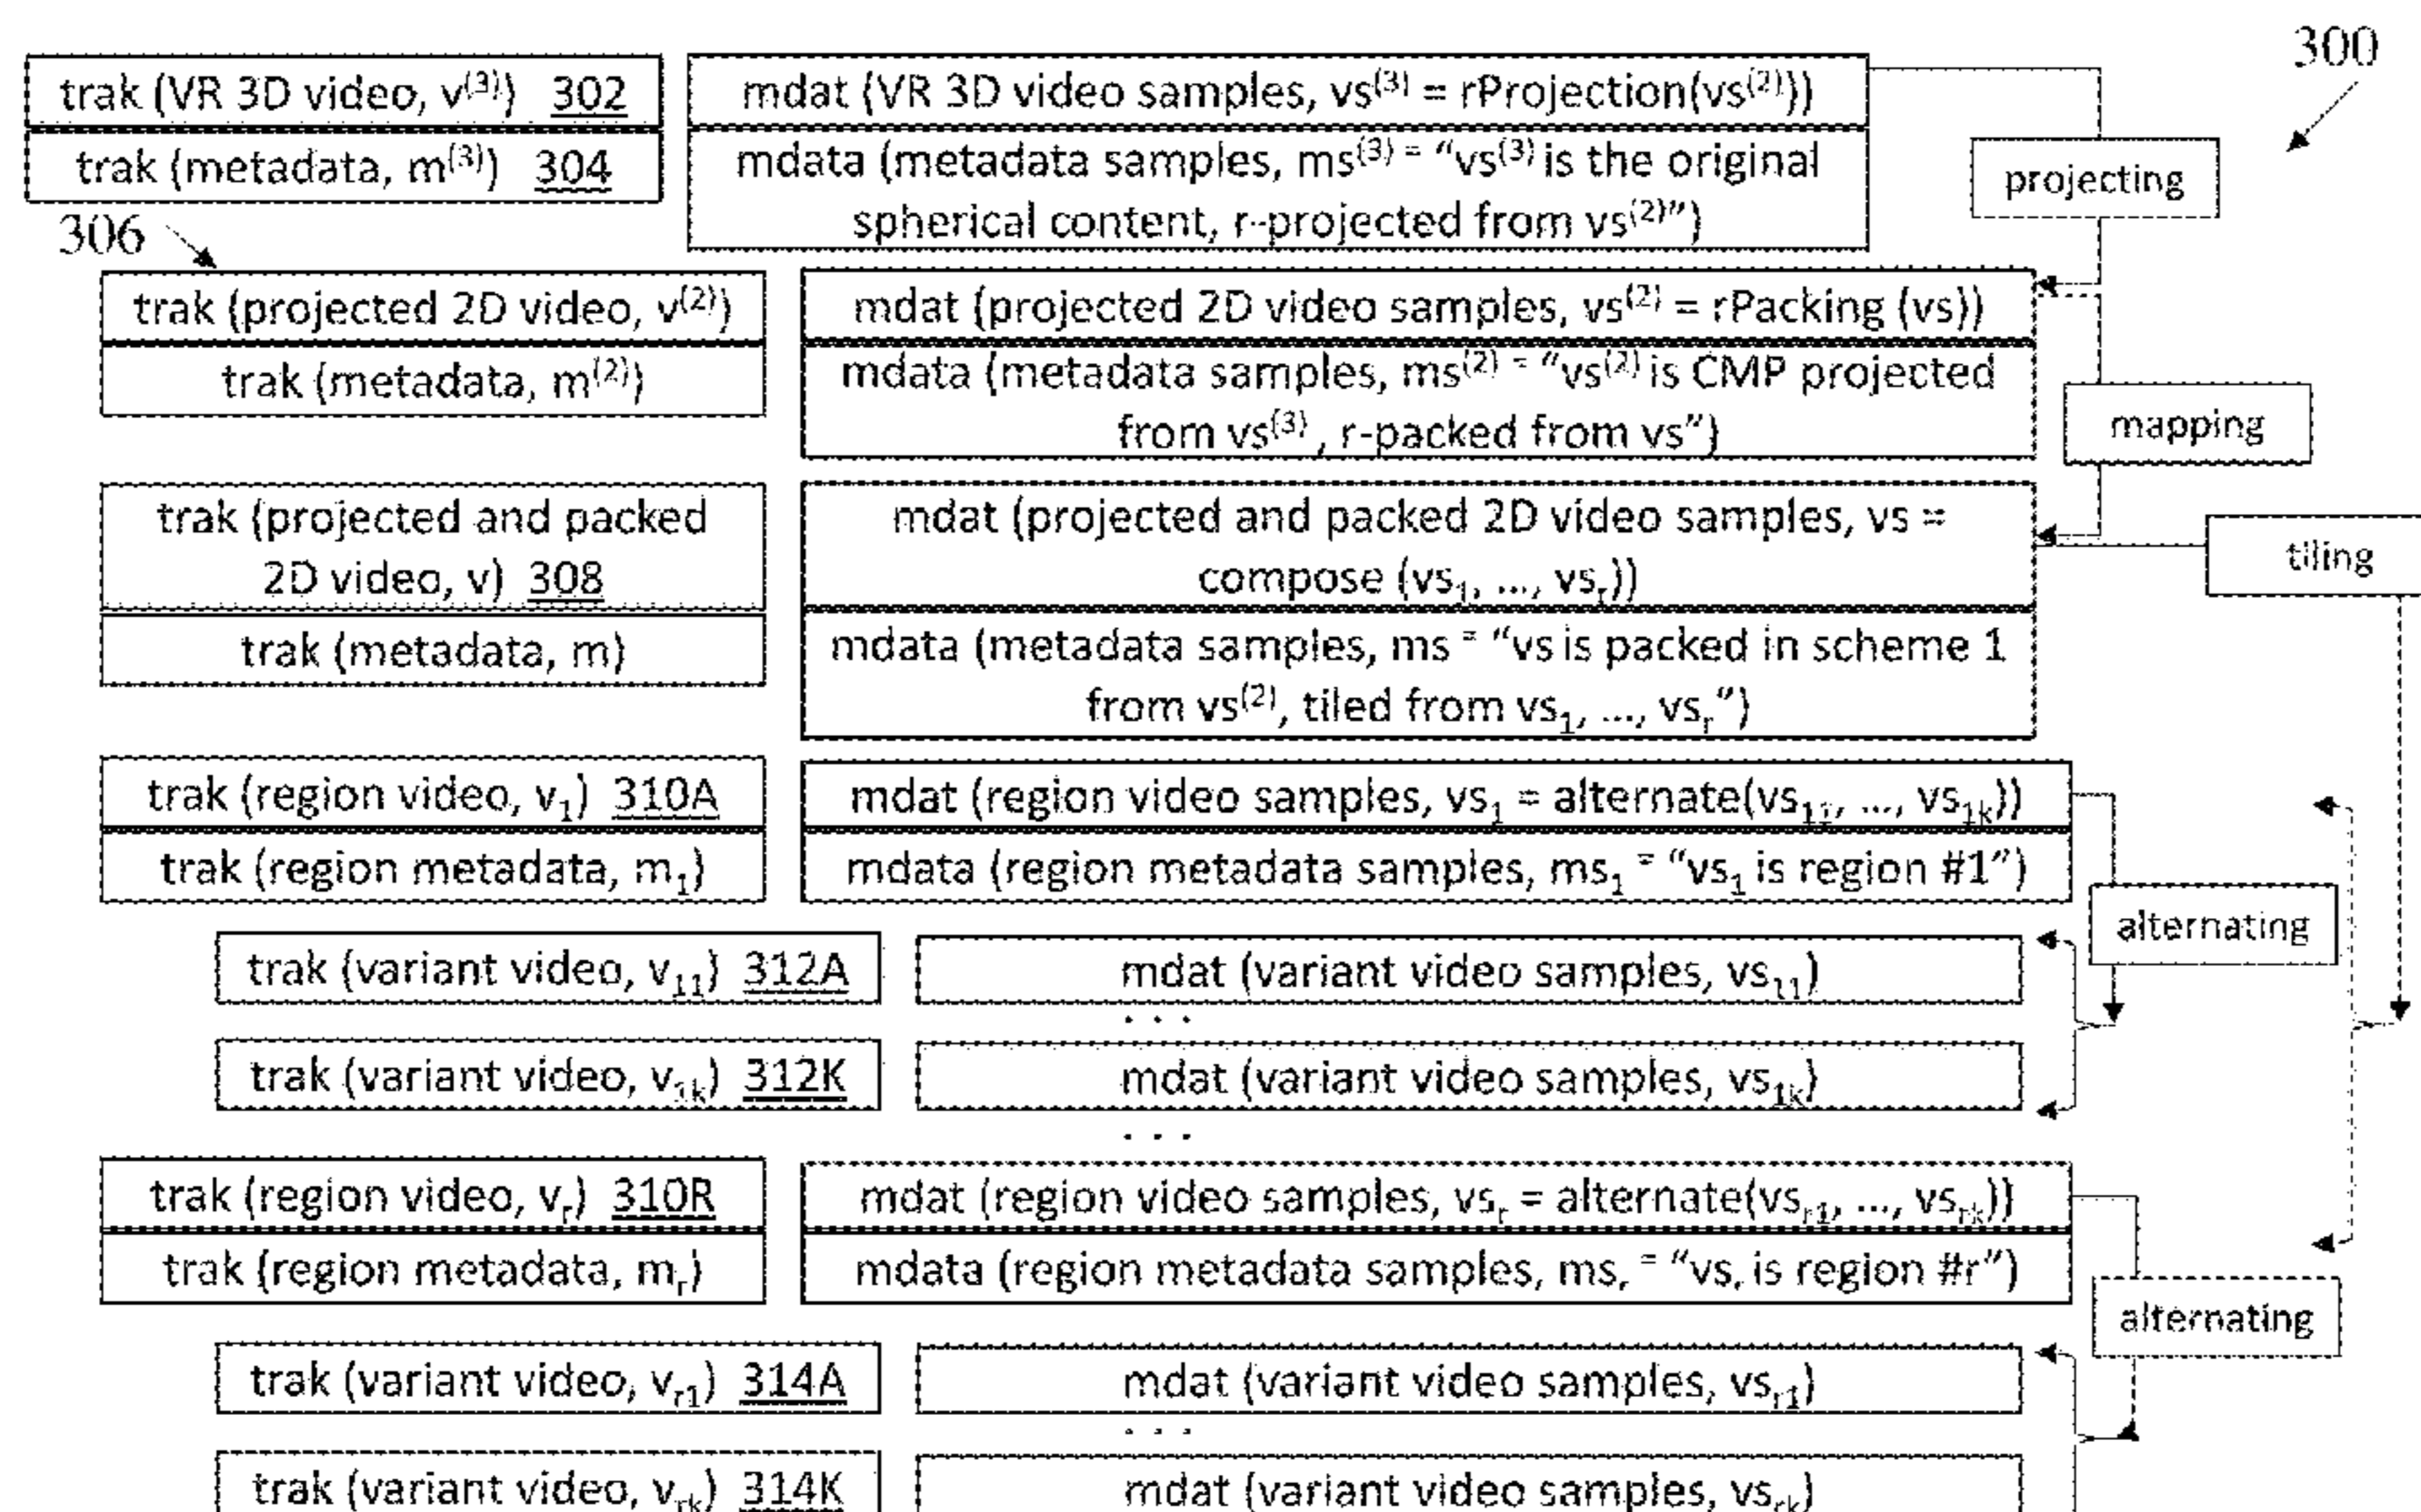 300
trak (VR 3D video, v⁽³⁾) 302
mdat (VR 3D video samples, vs⁽³⁾ = rProjection(vs⁽²⁾))
trak (metadata, m⁽³⁾) 304
mdata (metadata samples, ms⁽³⁾ = “vs⁽³⁾ is the original
spherical content, r-projected from vs⁽²⁾”)
projecting
306
trak (projected 2D video, v⁽²⁾)
mdat (projected 2D video samples, vs⁽²⁾ = rPacking (vs))
trak (metadata, m⁽²⁾)
mdata (metadata samples, ms⁽²⁾ = “vs⁽²⁾ is CMP projected
from vs⁽³⁾, r-packed from vs”)
mapping
trak (projected and packed
2D video, v) 308
mdat (projected and packed 2D video samples, vs =
compose (vs₁, ..., vsᵣ))
tiling
trak (metadata, m)
mdata (metadata samples, ms = “vs is packed in scheme 1
from vs⁽²⁾, tiled from vs₁, ..., vsᵣ”)
trak (region video, v₁) 310A
mdat (region video samples, vs₁ = alternate(vs₁₁, ..., vs₁ₖ))
trak (region metadata, m₁)
mdata (region metadata samples, ms₁ = “vs₁ is region #1”)
alternating
trak (variant video, v₁₁) 312A
mdat (variant video samples, vs₁₁)
. . .
trak (variant video, v₁ₖ) 312K
mdat (variant video samples, vs₁ₖ)
. . .
trak (region video, vᵣ) 310R
mdat (region video samples, vsᵣ = alternate(vsᵣ₁, ..., vsᵣₖ))
trak (region metadata, mᵣ)
mdata (region metadata samples, msᵣ = “vsᵣ is region #r”)
alternating
trak (variant video, vᵣ₁) 314A
mdat (variant video samples, vsᵣ₁)
. . .
trak (variant video, vᵣₖ) 314K
mdat (variant video samples, vsᵣₖ)